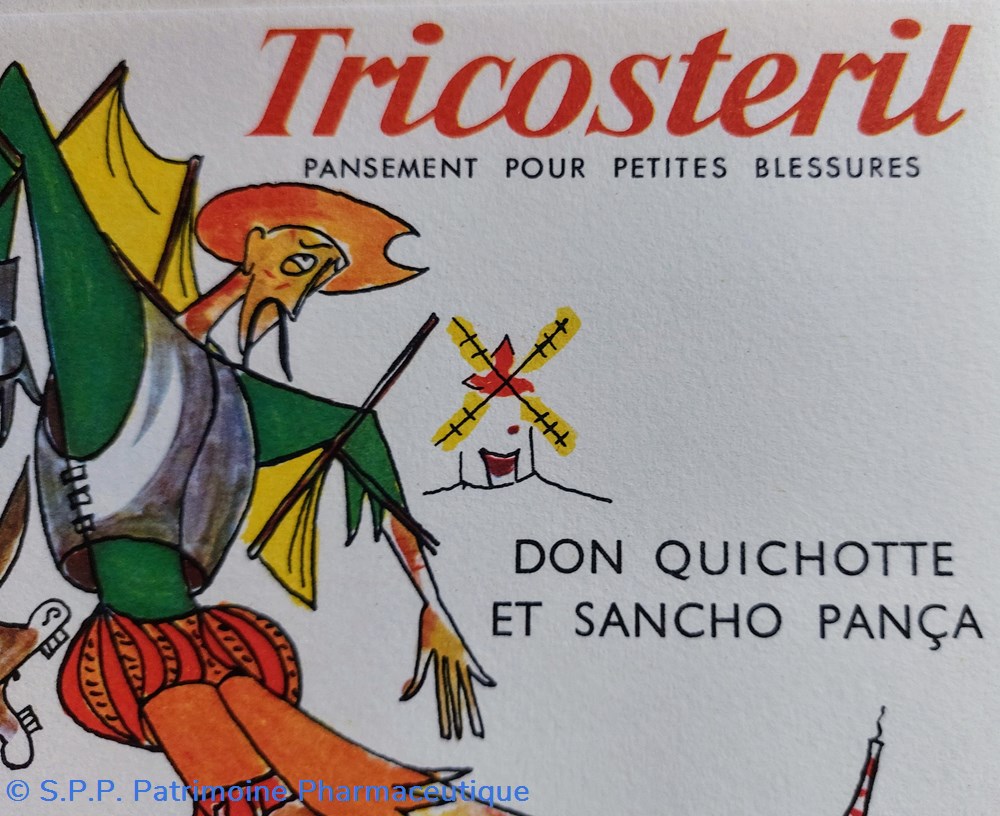 Tricosteril
PANSEMENT POUR PETITES BLESSURES
DON QUICHOTTE
ET SANCHO PANÇA
© S.P.P. Patrimoine Pharmaceutique